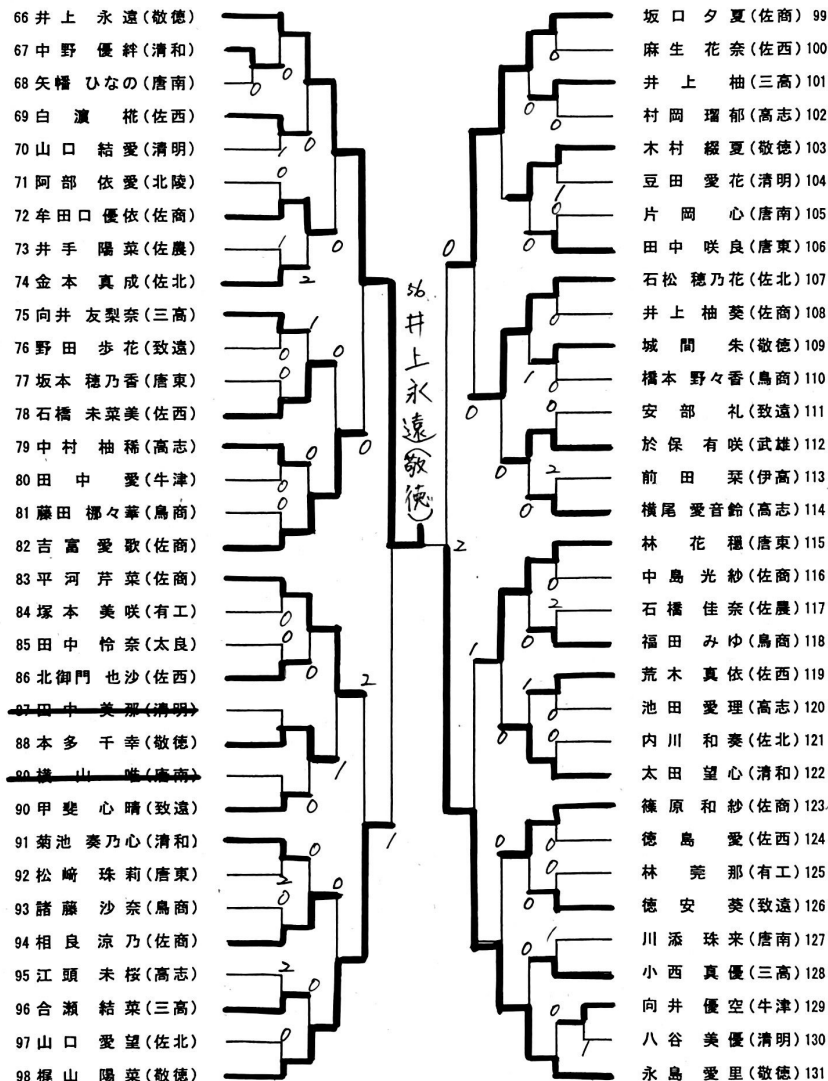 66 井上 永遠(敬徳)
67 中野 優絆(清和)
68 矢幡 ひなの(唐南)
69 白濵 椛(佐西)
70 山口 結愛(清明)
71 阿部 依愛(北陵)
72 牟田口 優依(佐商)
73 井手 陽菜(佐農)
74 金本 真成(佐北)
75 向井 友梨奈(三高)
76 野田 歩花(致遠)
77 坂本 穂乃香(唐東)
78 石橋 未菜美(佐西)
79 中村 柚稀(高志)
80 田中 愛(牛津)
81 藤田 梛々華(鳥商)
82 吉富 愛歌(佐商)
83 平河 芹菜(佐商)
84 塚本 美咲(有工)
85 田中 怜奈(太良)
86 北御門 也沙(佐西)
87 田中 美那(清明)
88 本多 千幸(敬徳)
89 横山 唯(唐南)
90 甲斐 心晴(致遠)
91 菊池 奏乃心(清和)
92 松﨑 珠莉(唐東)
93 諸藤 沙奈(鳥商)
94 相良 涼乃(佐商)
95 江頭 未桜(高志)
96 合瀬 結菜(三高)
97 山口 愛望(佐北)
98 梶山 陽菜(敬徳)
井上永遠(敬徳)
坂口 夕夏(佐商) 99
麻生 花奈(佐西) 100
井上 柚(三高) 101
村岡 瑠郁(高志) 102
木村 綴夏(敬徳) 103
豆田 愛花(清明) 104
片岡 心(唐南) 105
田中 咲良(唐東) 106
石松 穂乃花(佐北) 107
井上 柚葵(佐商) 108
城間 朱(敬徳) 109
橋本 野々香(鳥商) 110
安部 礼(致遠) 111
於保 有咲(武雄) 112
前田 栞(伊高) 113
横尾 愛音鈴(高志) 114
林 花穏(唐東) 115
中島 光紗(佐商) 116
石橋 佳奈(佐農) 117
福田 みゆ(鳥商) 118
荒木 真依(佐西) 119
池田 愛理(高志) 120
内川 和奏(佐北) 121
太田 望心(清和) 122
篠原 和紗(佐商) 123
徳島 愛(佐西) 124
林 莞那(有工) 125
徳安 葵(致遠) 126
川添 珠来(唐南) 127
小西 真優(三高) 128
向井 優空(牛津) 129
八谷 美優(清明) 130
永島 愛里(敬徳) 131